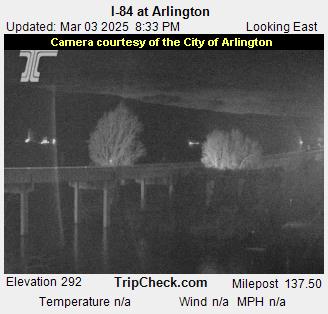 I-84 at Arlington
Updated: Mar 03 2025 8:33 PM Looking East
Camera courtesy of the City of Arlington
Elevation 292 TripCheck.com Milepost 137.50
Temperature n/a Wind n/a MPH n/a